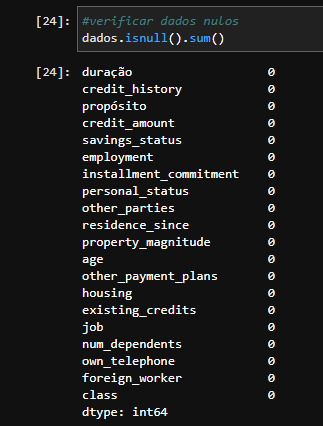 [24]: #verificar dados nulos
dados.isnull().sum()
[24]: duração 0
credit_history 0
propósito 0
credit_amount 0
savings_status 0
employment 0
installment_commitment 0
personal_status 0
other_parties 0
residence_since 0
property_magnitude 0
age 0
other_payment_plans 0
housing 0
existing_credits 0
job 0
num_dependents 0
own_telephone 0
foreign_worker 0
class 0
dtype: int64